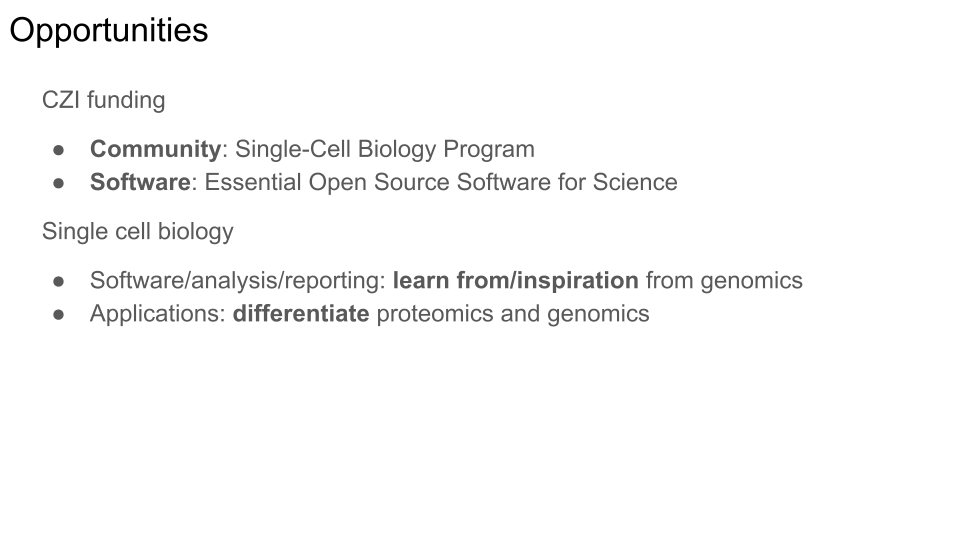 Opportunities
CZI funding
● Community: Single-Cell Biology Program
● Software: Essential Open Source Software for Science
Single cell biology
● Software/analysis/reporting: learn from/inspiration from genomics
● Applications: differentiate proteomics and genomics